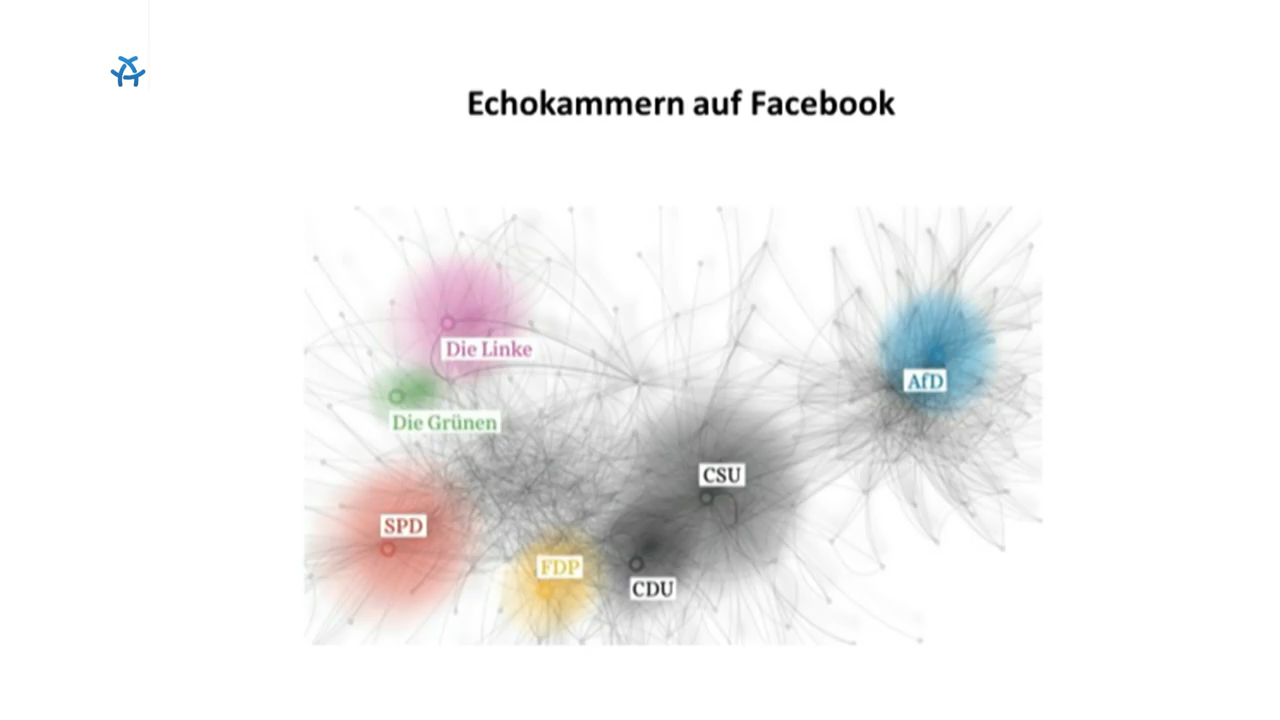 Echokammern auf Facebook
Die Linke
AfD
Die Grünen
CSU
SPD
FDP
CDU